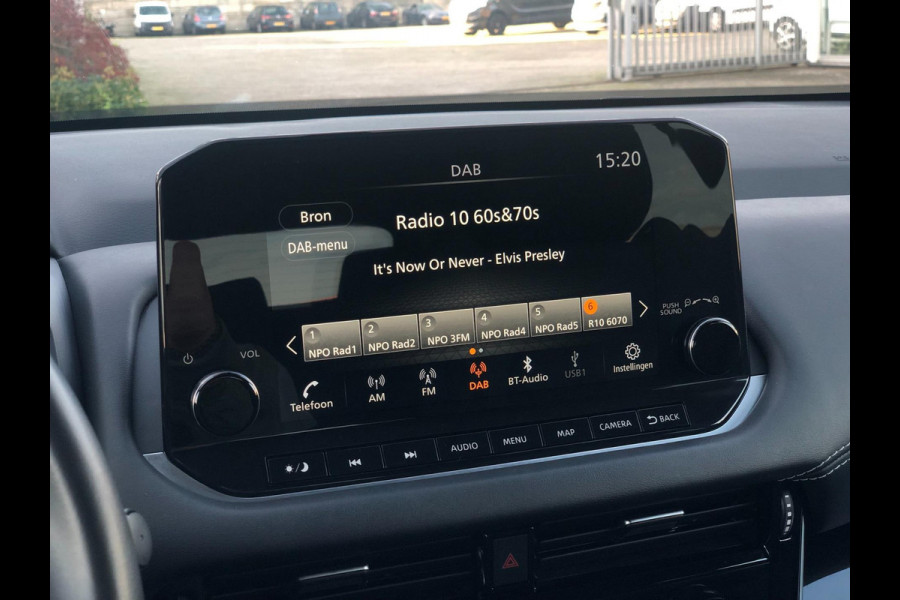 DAB
15:20
Bron
Radio 10 60s&70s
DAB-menu
It's Now Or Never - Elvis Presley
1 NPO Rad1
2 NPO Rad2
3 NPO 3FM
4 NPO Rad4
5 NPO Rad5
6 R10 6070
PUSH
SOUND
VOL
Telefoon
AM
FM
DAB
BT-Audio
USB1
Instellingen
AUDIO
MENU
MAP
CAMERA
BACK